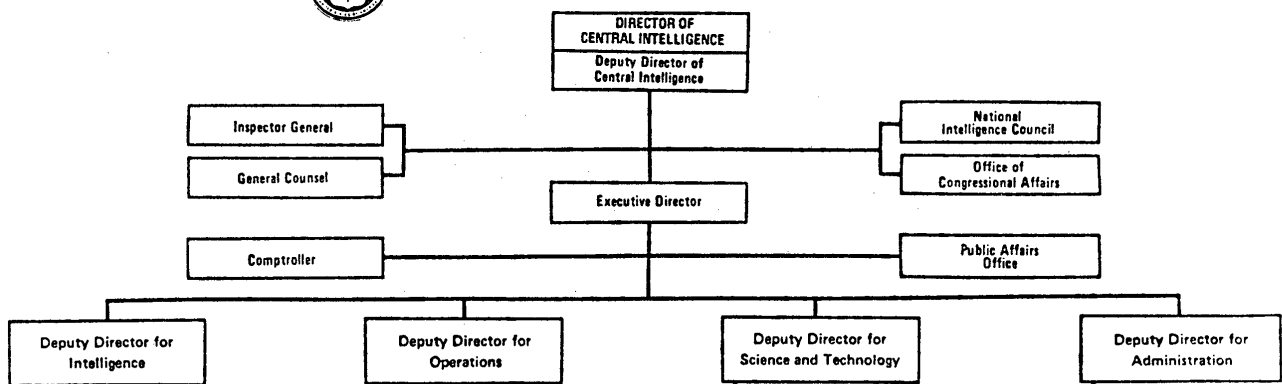 DIRECTOR OF
CENTRAL INTELLIGENCE
Deputy Director of
Central Intelligence
Inspector General
General Counsel
National
Intelligence Council
Office of
Congressional Affairs
Executive Director
Comptroller
Public Affairs
Office
Deputy Director for
Intelligence
Deputy Director for
Operations
Deputy Director for
Science and Technology
Deputy Director for
Administration